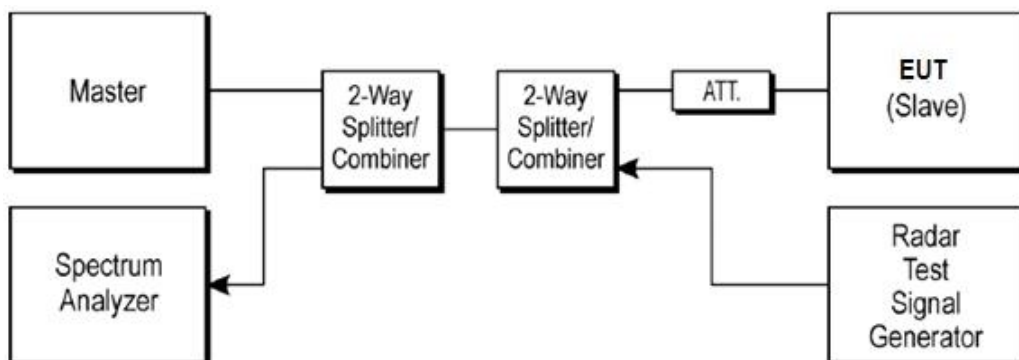 Master
2-Way
Splitter/
Combiner
2-Way
Splitter/
Combiner
ATT.
EUT
(Slave)
Spectrum
Analyzer
Radar
Test
Signal
Generator